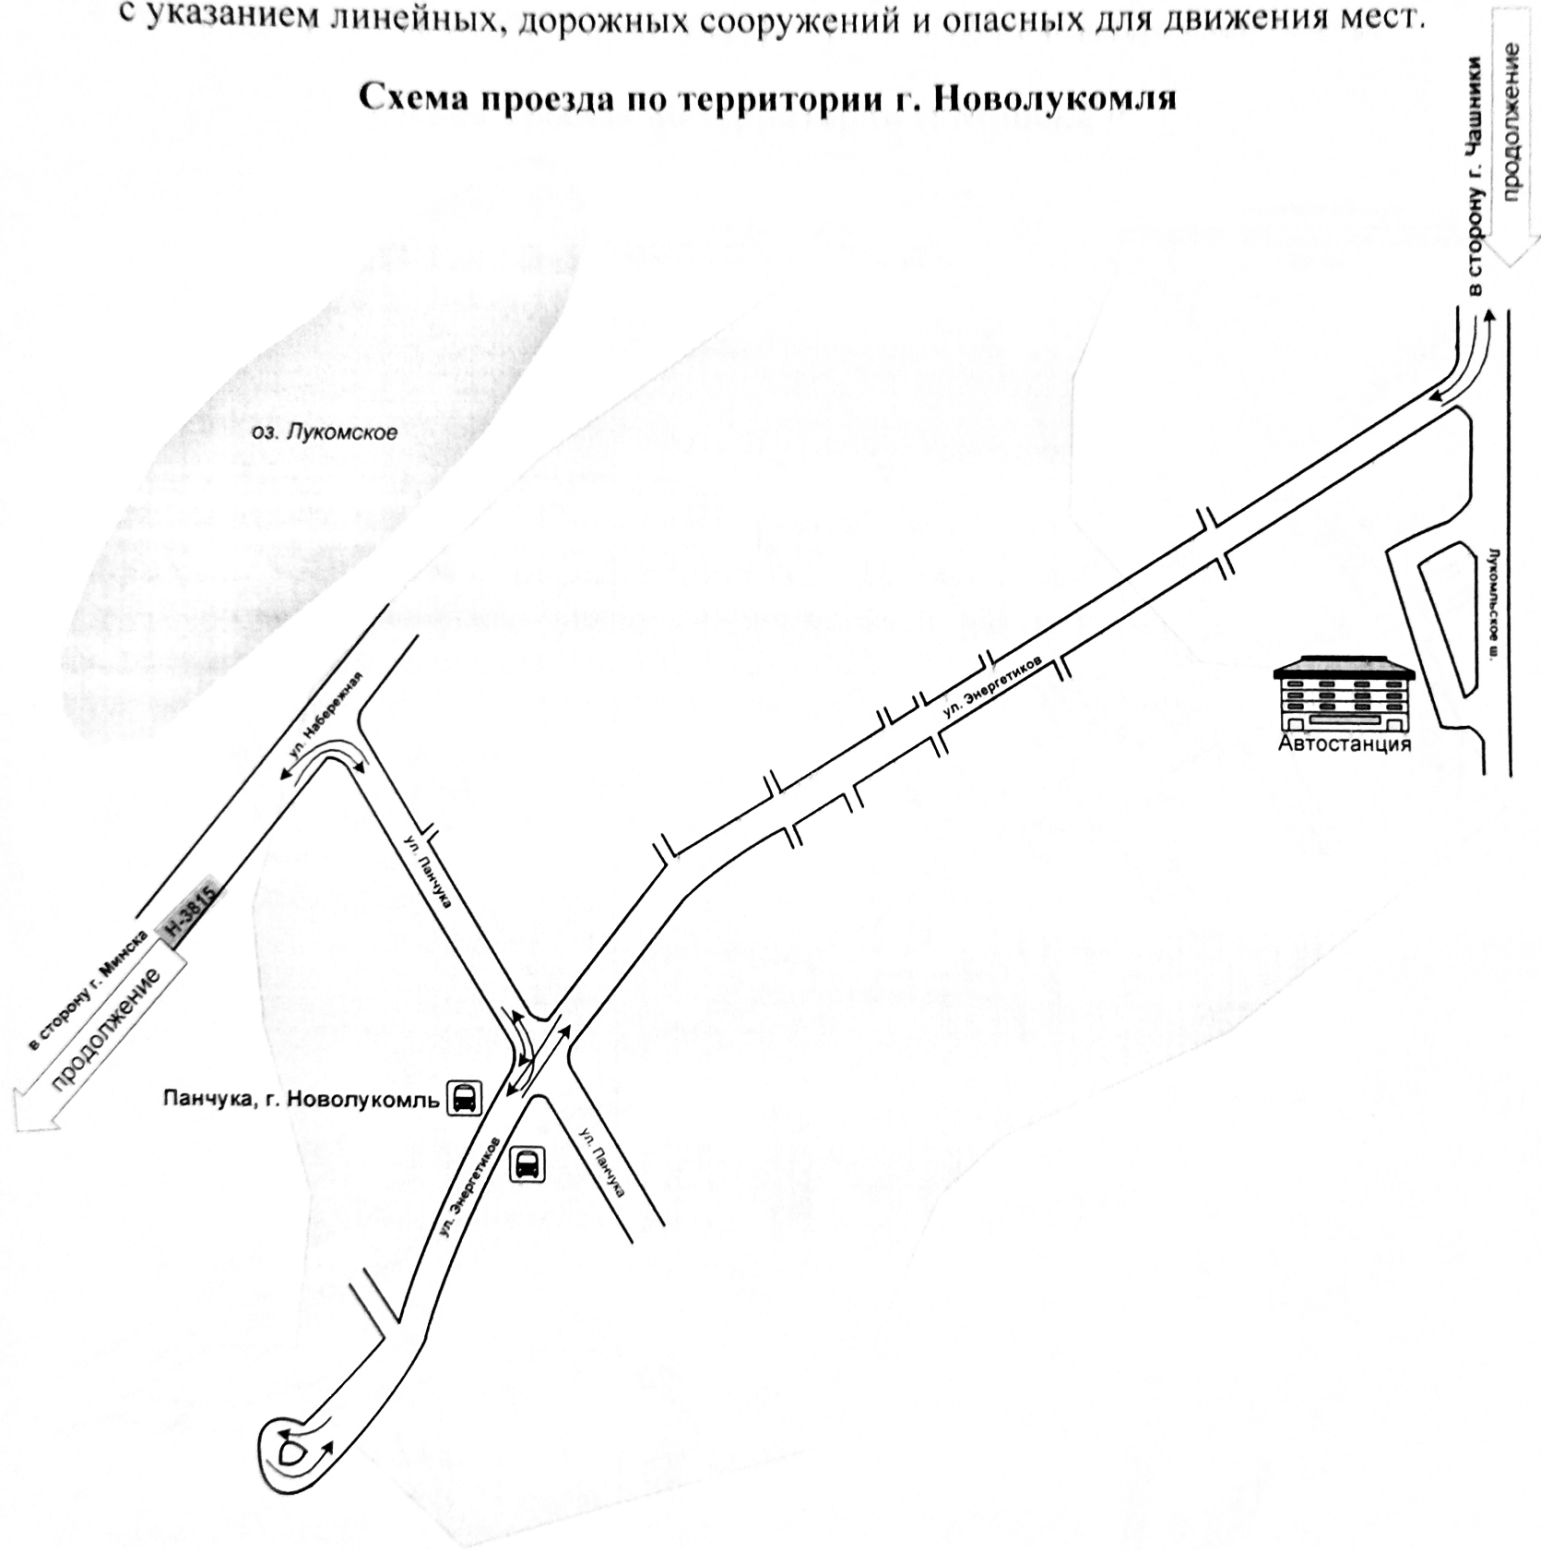 с указанием линейных, дорожных сооружений и опасных для движения мест.
Схема проезда по территории г. Новолукомля
в сторону г. Чашники
продолжение
оз. Лукомское
ул. Набережная
Лукомльское ш.
ул. Энергетиков
Автостанция
ул. Панчука
Н-3815
в сторону г. Минска
продолжение
Панчука, г. Новолукомль
ул. Энергетиков
ул. Панчука